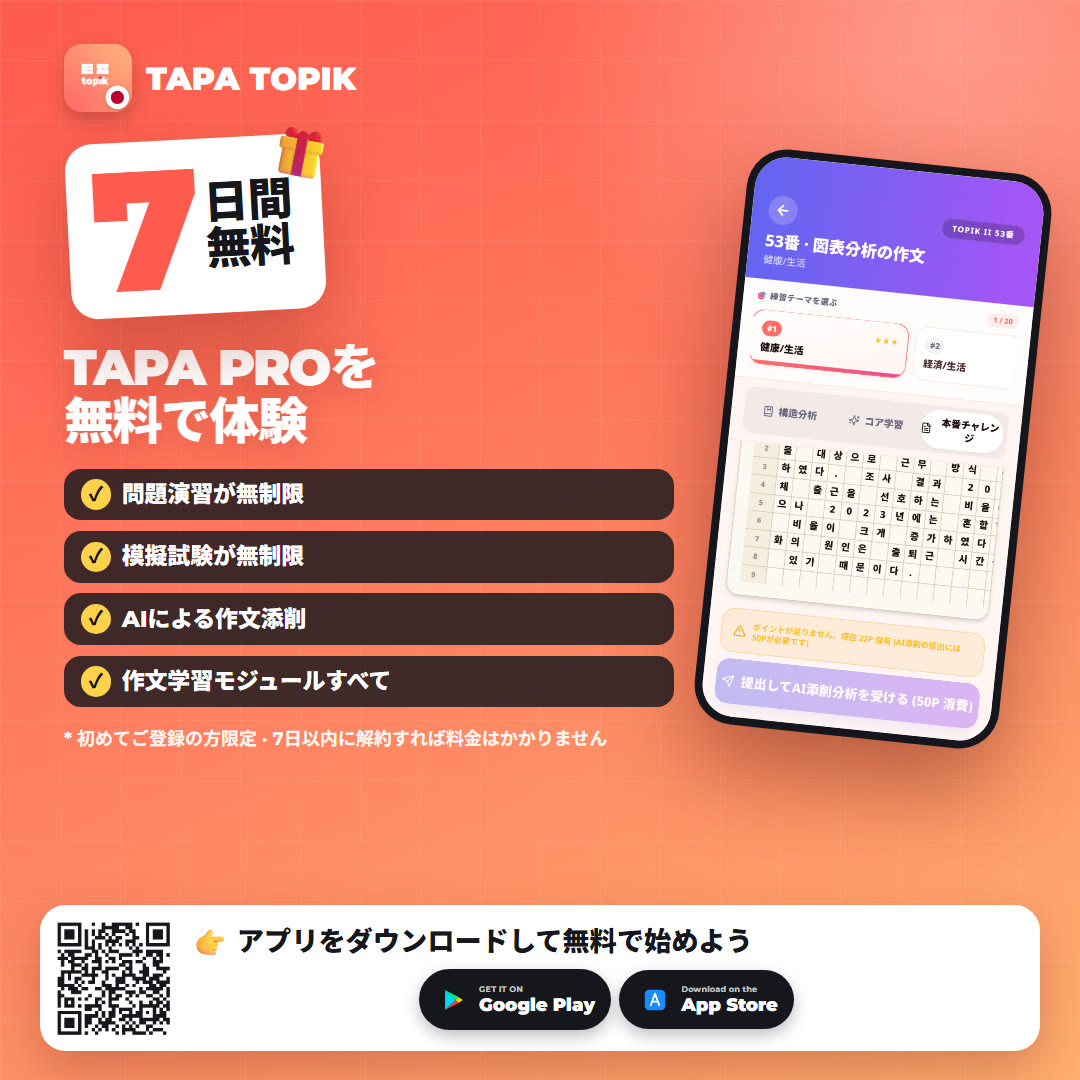 topik
TAPA TOPIK
7
日間
無料
TAPA PROを
無料で体験
問題演習が無制限
模擬試験が無制限
AIによる作文添削
作文学習モジュールすべて
* 初めてご登録の方限定 · 7日以内に解約すれば料金はかかりません
TOPIK II 53番
53番 · 図表分析の作文
健康/生活
練習テーマを選ぶ
1 / 20
#1
健康/生活
#2
経済/生活
構造分析
コア学習
本番チャレンジ
2 을 대상으로 근무 방식
3 하였다. 조사 결과 20
4 체 출근을 선호하는 비율
5 으나 2023년에는 혼합
6 비율이 크게 증가하였다
7 화의 원인은 출퇴근 시간
8 있기 때문이다.
9
ポイントが足りません。現在 22P 保有 (AI添削の提出には
50Pが必要です)
提出してAI添削分析を受ける (50P 消費)
アプリをダウンロードして無料で始めよう
GET IT ON
Google Play
Download on the
App Store